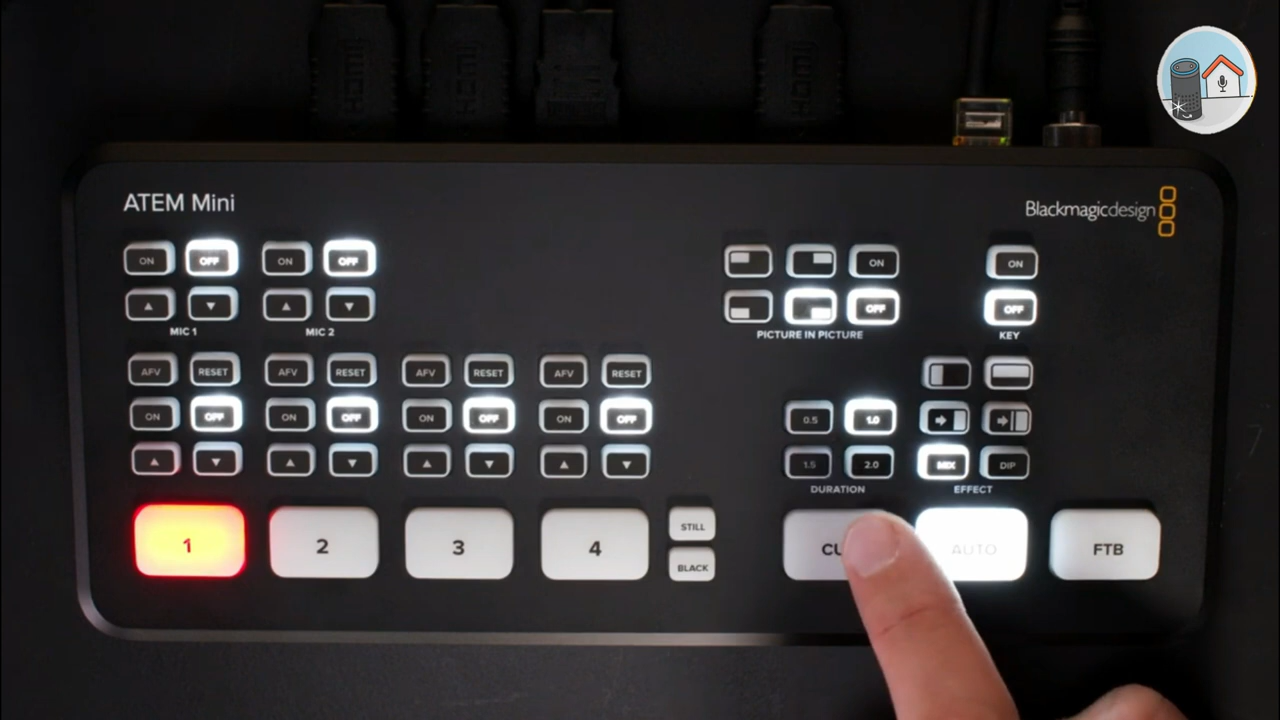 ATEM Mini
Blackmagicdesign
ON OFF ON OFF
ON
ON
OFF
OFF
MIC 1 MIC 2
PICTURE IN PICTURE
KEY
AFV RESET AFV RESET AFV RESET AFV RESET
ON OFF ON OFF ON OFF ON OFF
0.5 1.0
1.5 2.0
MIX DIP
DURATION EFFECT
1 2 3 4
STILL
BLACK
CU AUTO FTB